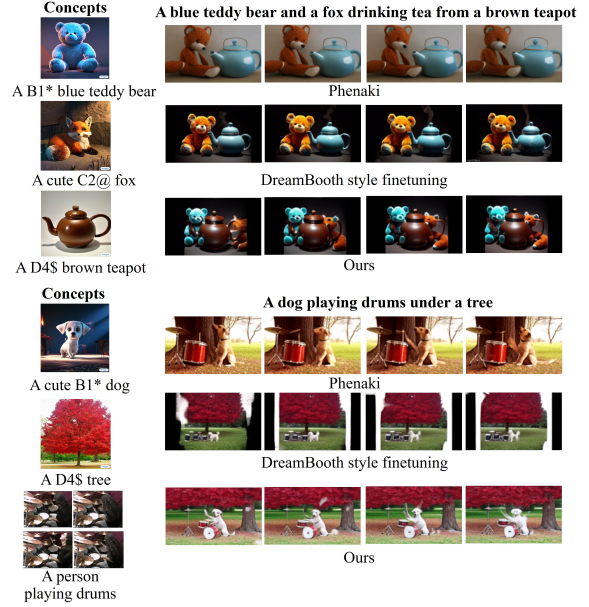 Concepts
A blue teddy bear and a fox drinking tea from a brown teapot
A B1* blue teddy bear
Phenaki
A cute C2@ fox
DreamBooth style finetuning
A D4$ brown teapot
Ours
Concepts
A dog playing drums under a tree
A cute B1* dog
Phenaki
A D4$ tree
DreamBooth style finetuning
A person
playing drums
Ours